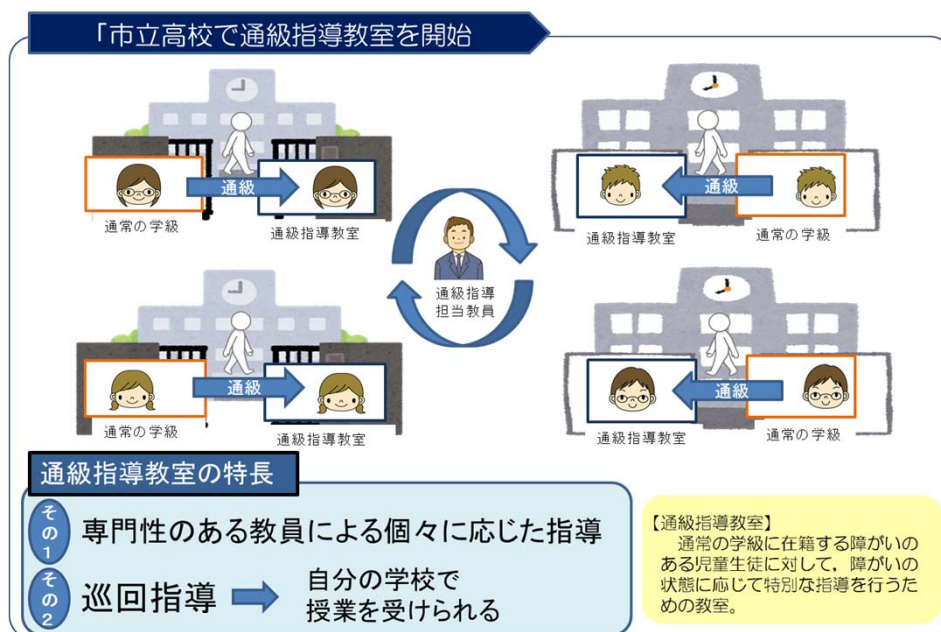 「市立高校で通級指導教室を開始
通級
通常の学級
通級指導教室
通級
通級指導教室
通常の学級
通級指導
担当教員
通級
通常の学級
通級指導教室
通級
通級指導教室
通常の学級
通級指導教室の特長
その1
専門性のある教員による個々に応じた指導
その2
巡回指導
自分の学校で
授業を受けられる
【通級指導教室】
通常の学級に在籍する障がいの
ある児童生徒に対して，障がいの
状態に応じて特別な指導を行うた
めの教室。